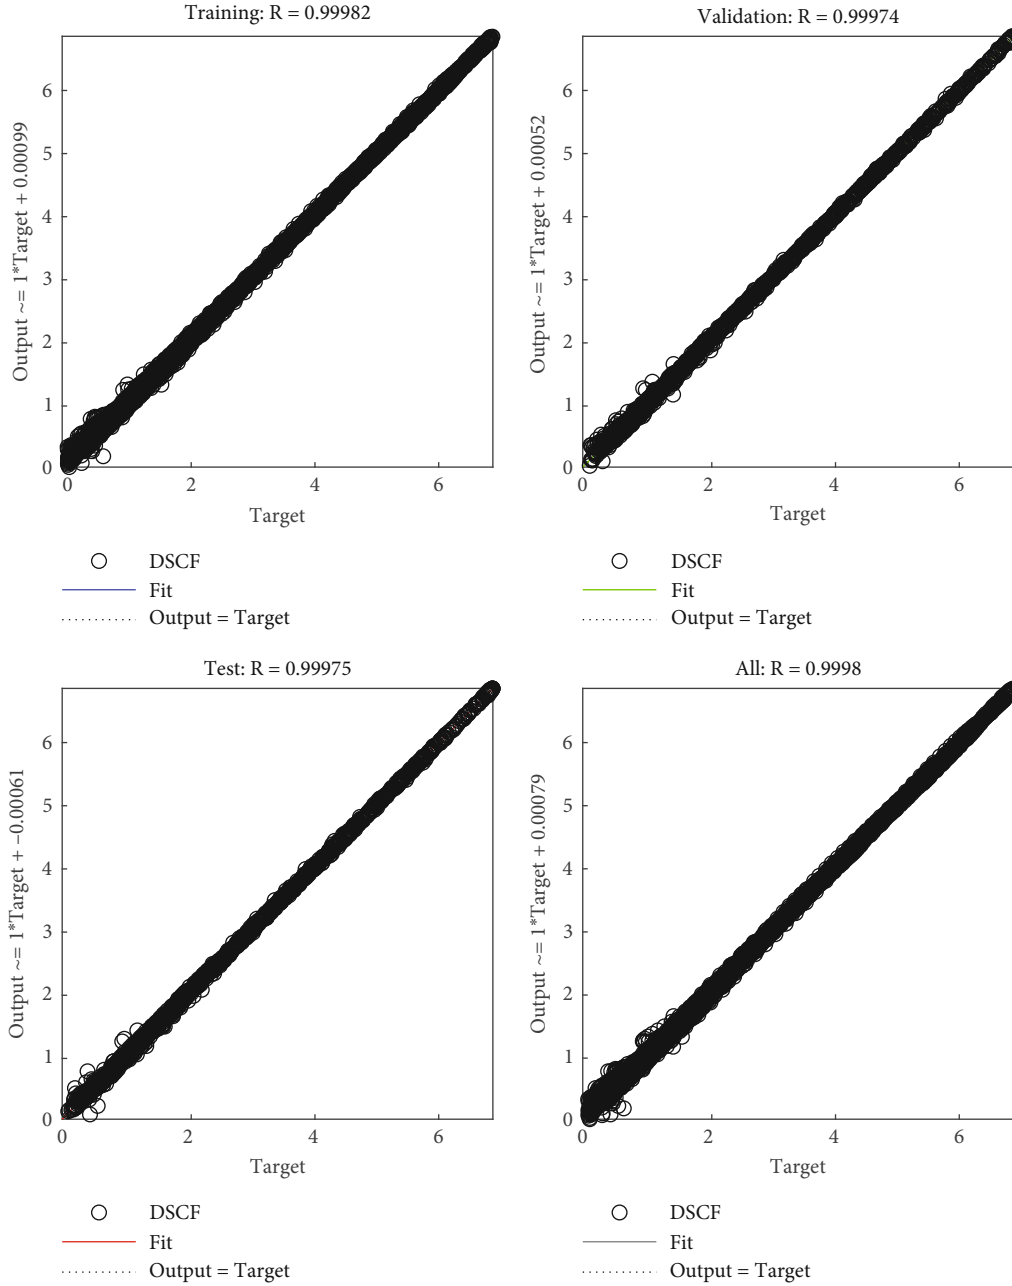 Training: R = 0.99982
Output ~= 1*Target + 0.00099
6
5
4
3
2
1
0
0 2 4 6
Target
DSCF
Fit
Output = Target
Validation: R = 0.99974
Output ~= 1*Target + 0.00052
6
5
4
3
2
1
0
0 2 4 6
Target
DSCF
Fit
Output = Target
Test: R = 0.99975
Output ~= 1*Target + −0.00061
6
5
4
3
2
1
0
0 2 4 6
Target
DSCF
Fit
Output = Target
All: R = 0.9998
Output ~= 1*Target + 0.00079
6
5
4
3
2
1
0
0 2 4 6
Target
DSCF
Fit
Output = Target